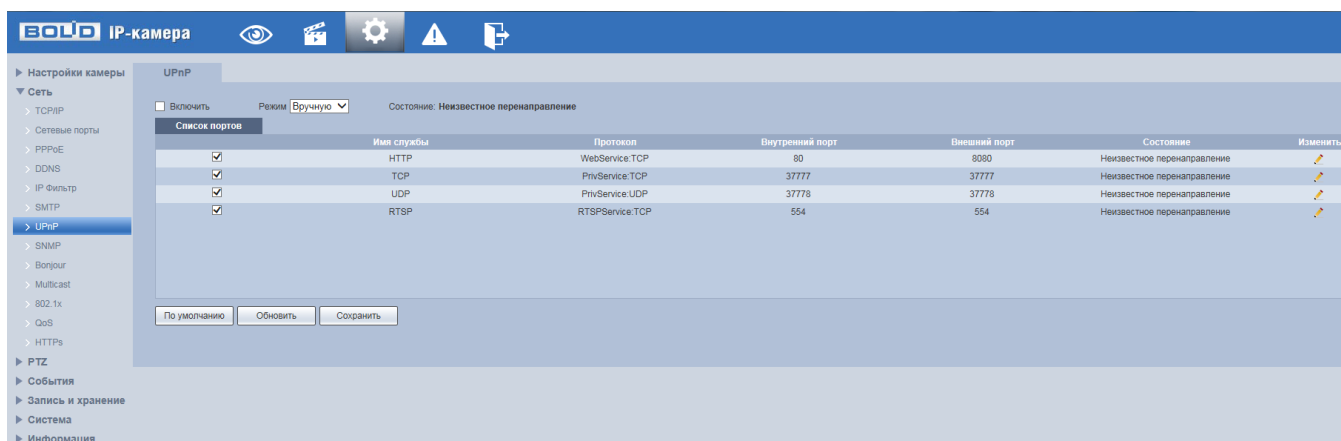 BOLID IP-камера
Настройки камеры
UPnP
Сеть
TCP/IP
Включить Режим Вручную Состояние: Неизвестное перенаправление
Сетевые порты
Список портов
PPPoE
Имя службы Протокол Внутренний порт Внешний порт Состояние Изменить
DDNS
HTTP WebService:TCP 80 8080 Неизвестное перенаправление
IP Фильтр
TCP PrivService:TCP 37777 37777 Неизвестное перенаправление
UDP PrivService:UDP 37778 37778 Неизвестное перенаправление
SMTP
RTSP RTSPService:TCP 554 554 Неизвестное перенаправление
UPnP
SNMP
Bonjour
Multicast
802.1x
По умолчанию Обновить Сохранить
QoS
HTTPs
PTZ
События
Запись и хранение
Система
Информация